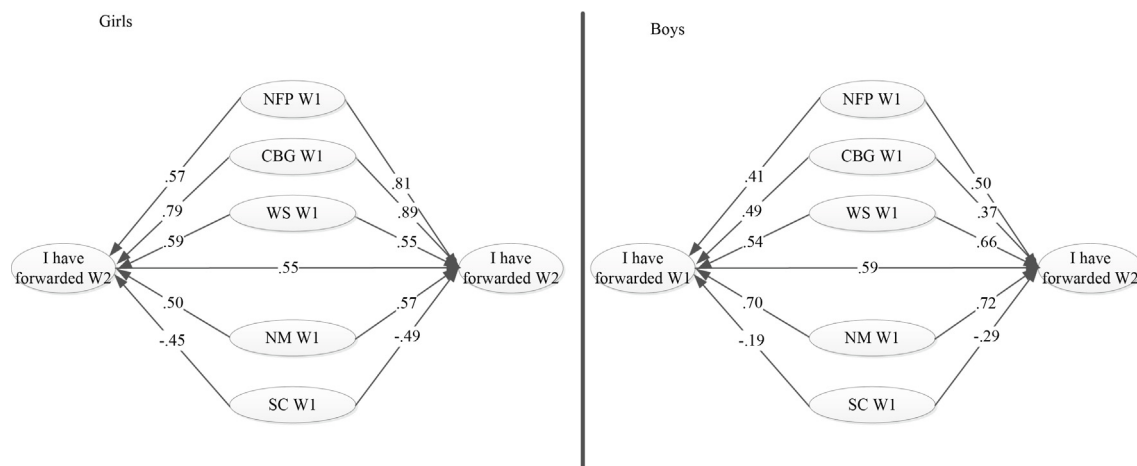 Girls
NFP W1
CBG W1
WS W1
I have
forwarded W2
I have
forwarded W2
NM W1
SC W1
.57
.79
.59
.81
.89
.55
.55
.50
-.45
.57
-.49
Boys
NFP W1
CBG W1
WS W1
I have
forwarded W1
I have
forwarded W2
NM W1
SC W1
.41
.49
.54
.50
.37
.66
.59
.70
-.19
.72
-.29